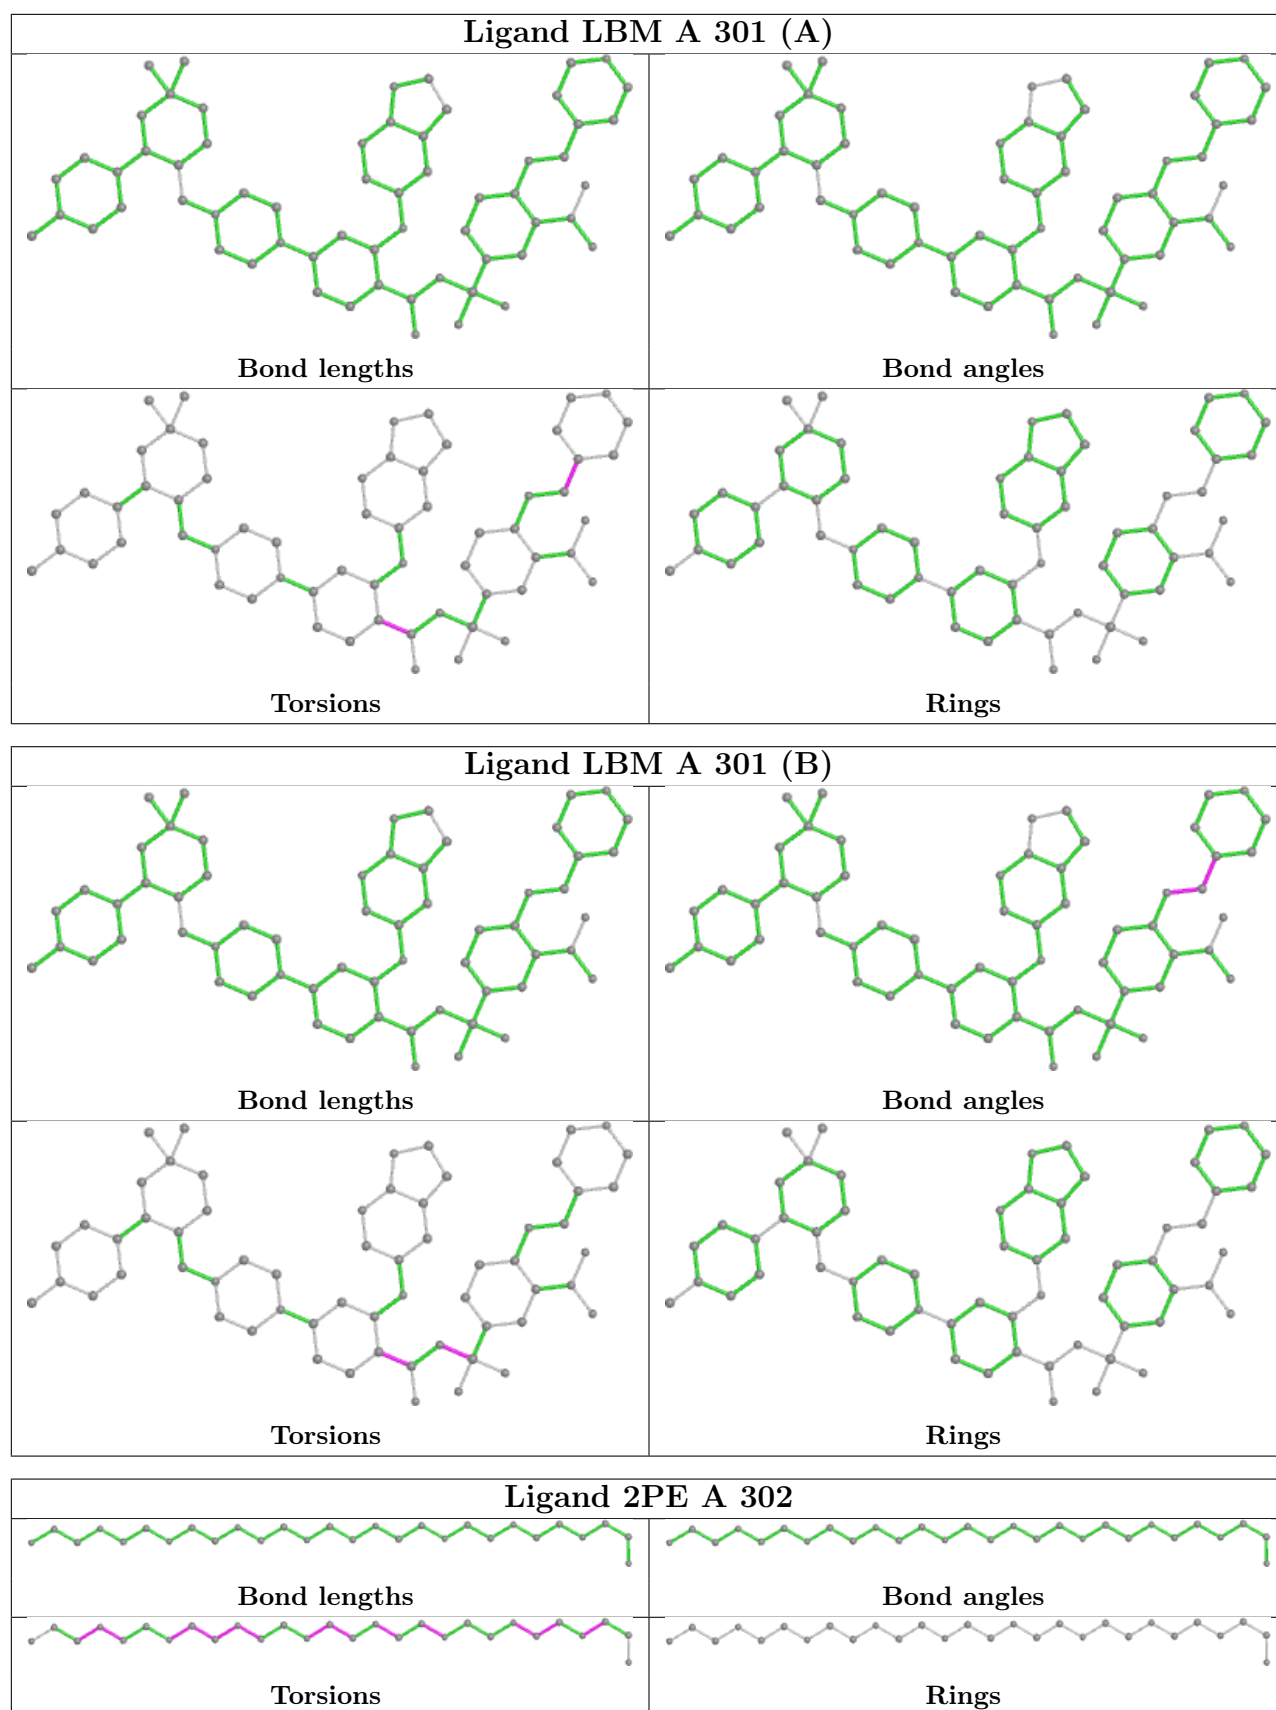 Ligand LBM A 301 (A)
Bond lengths
Bond angles
Torsions
Rings
Ligand LBM A 301 (B)
Bond lengths
Bond angles
Torsions
Rings
Ligand 2PE A 302
Bond lengths
Bond angles
Torsions
Rings